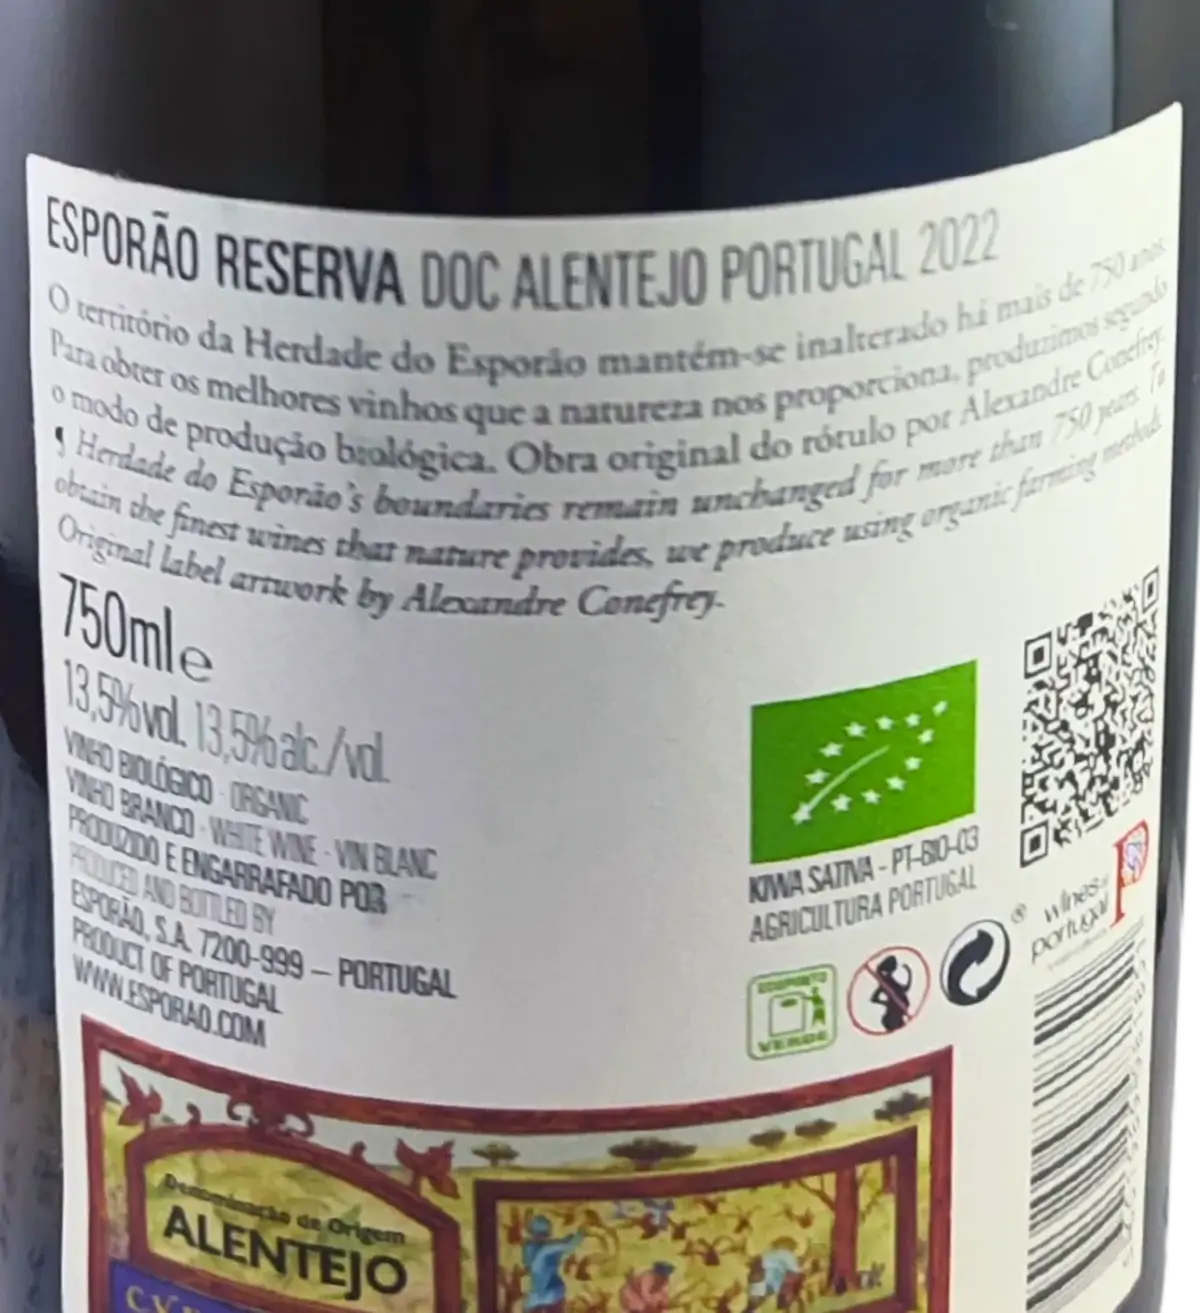 ESPORÃO RESERVA DOC ALENTEJO PORTUGAL 2022
O território da Herdade do Esporão mantém-se inalterado há mais de 750 anos.
Para obter os melhores vinhos que a natureza nos proporciona, produzimos segundo
o modo de produção biológica. Obra original do rótulo por Alexandre Conefrey.
¶ Herdade do Esporão's boundaries remain unchanged for more than 750 years. To
obtain the finest wines that nature provides, we produce using organic farming methods.
Original label artwork by Alexandre Conefrey.
750ml e
13,5%vol. 13,5%alc./vol.
VINHO BIOLÓGICO · ORGANIC
VINHO BRANCO · WHITE WINE · VIN BLANC
PRODUZIDO E ENGARRAFADO POR
PRODUCED AND BOTTLED BY
ESPORÃO, S.A. 7200-999 – PORTUGAL
PRODUCT OF PORTUGAL
WWW.ESPORAO.COM
KIWA SATIVA - PT-BIO-03
AGRICULTURA PORTUGAL
VERDE
®
wines of
portugal
Denominação de Origem
ALENTEJO